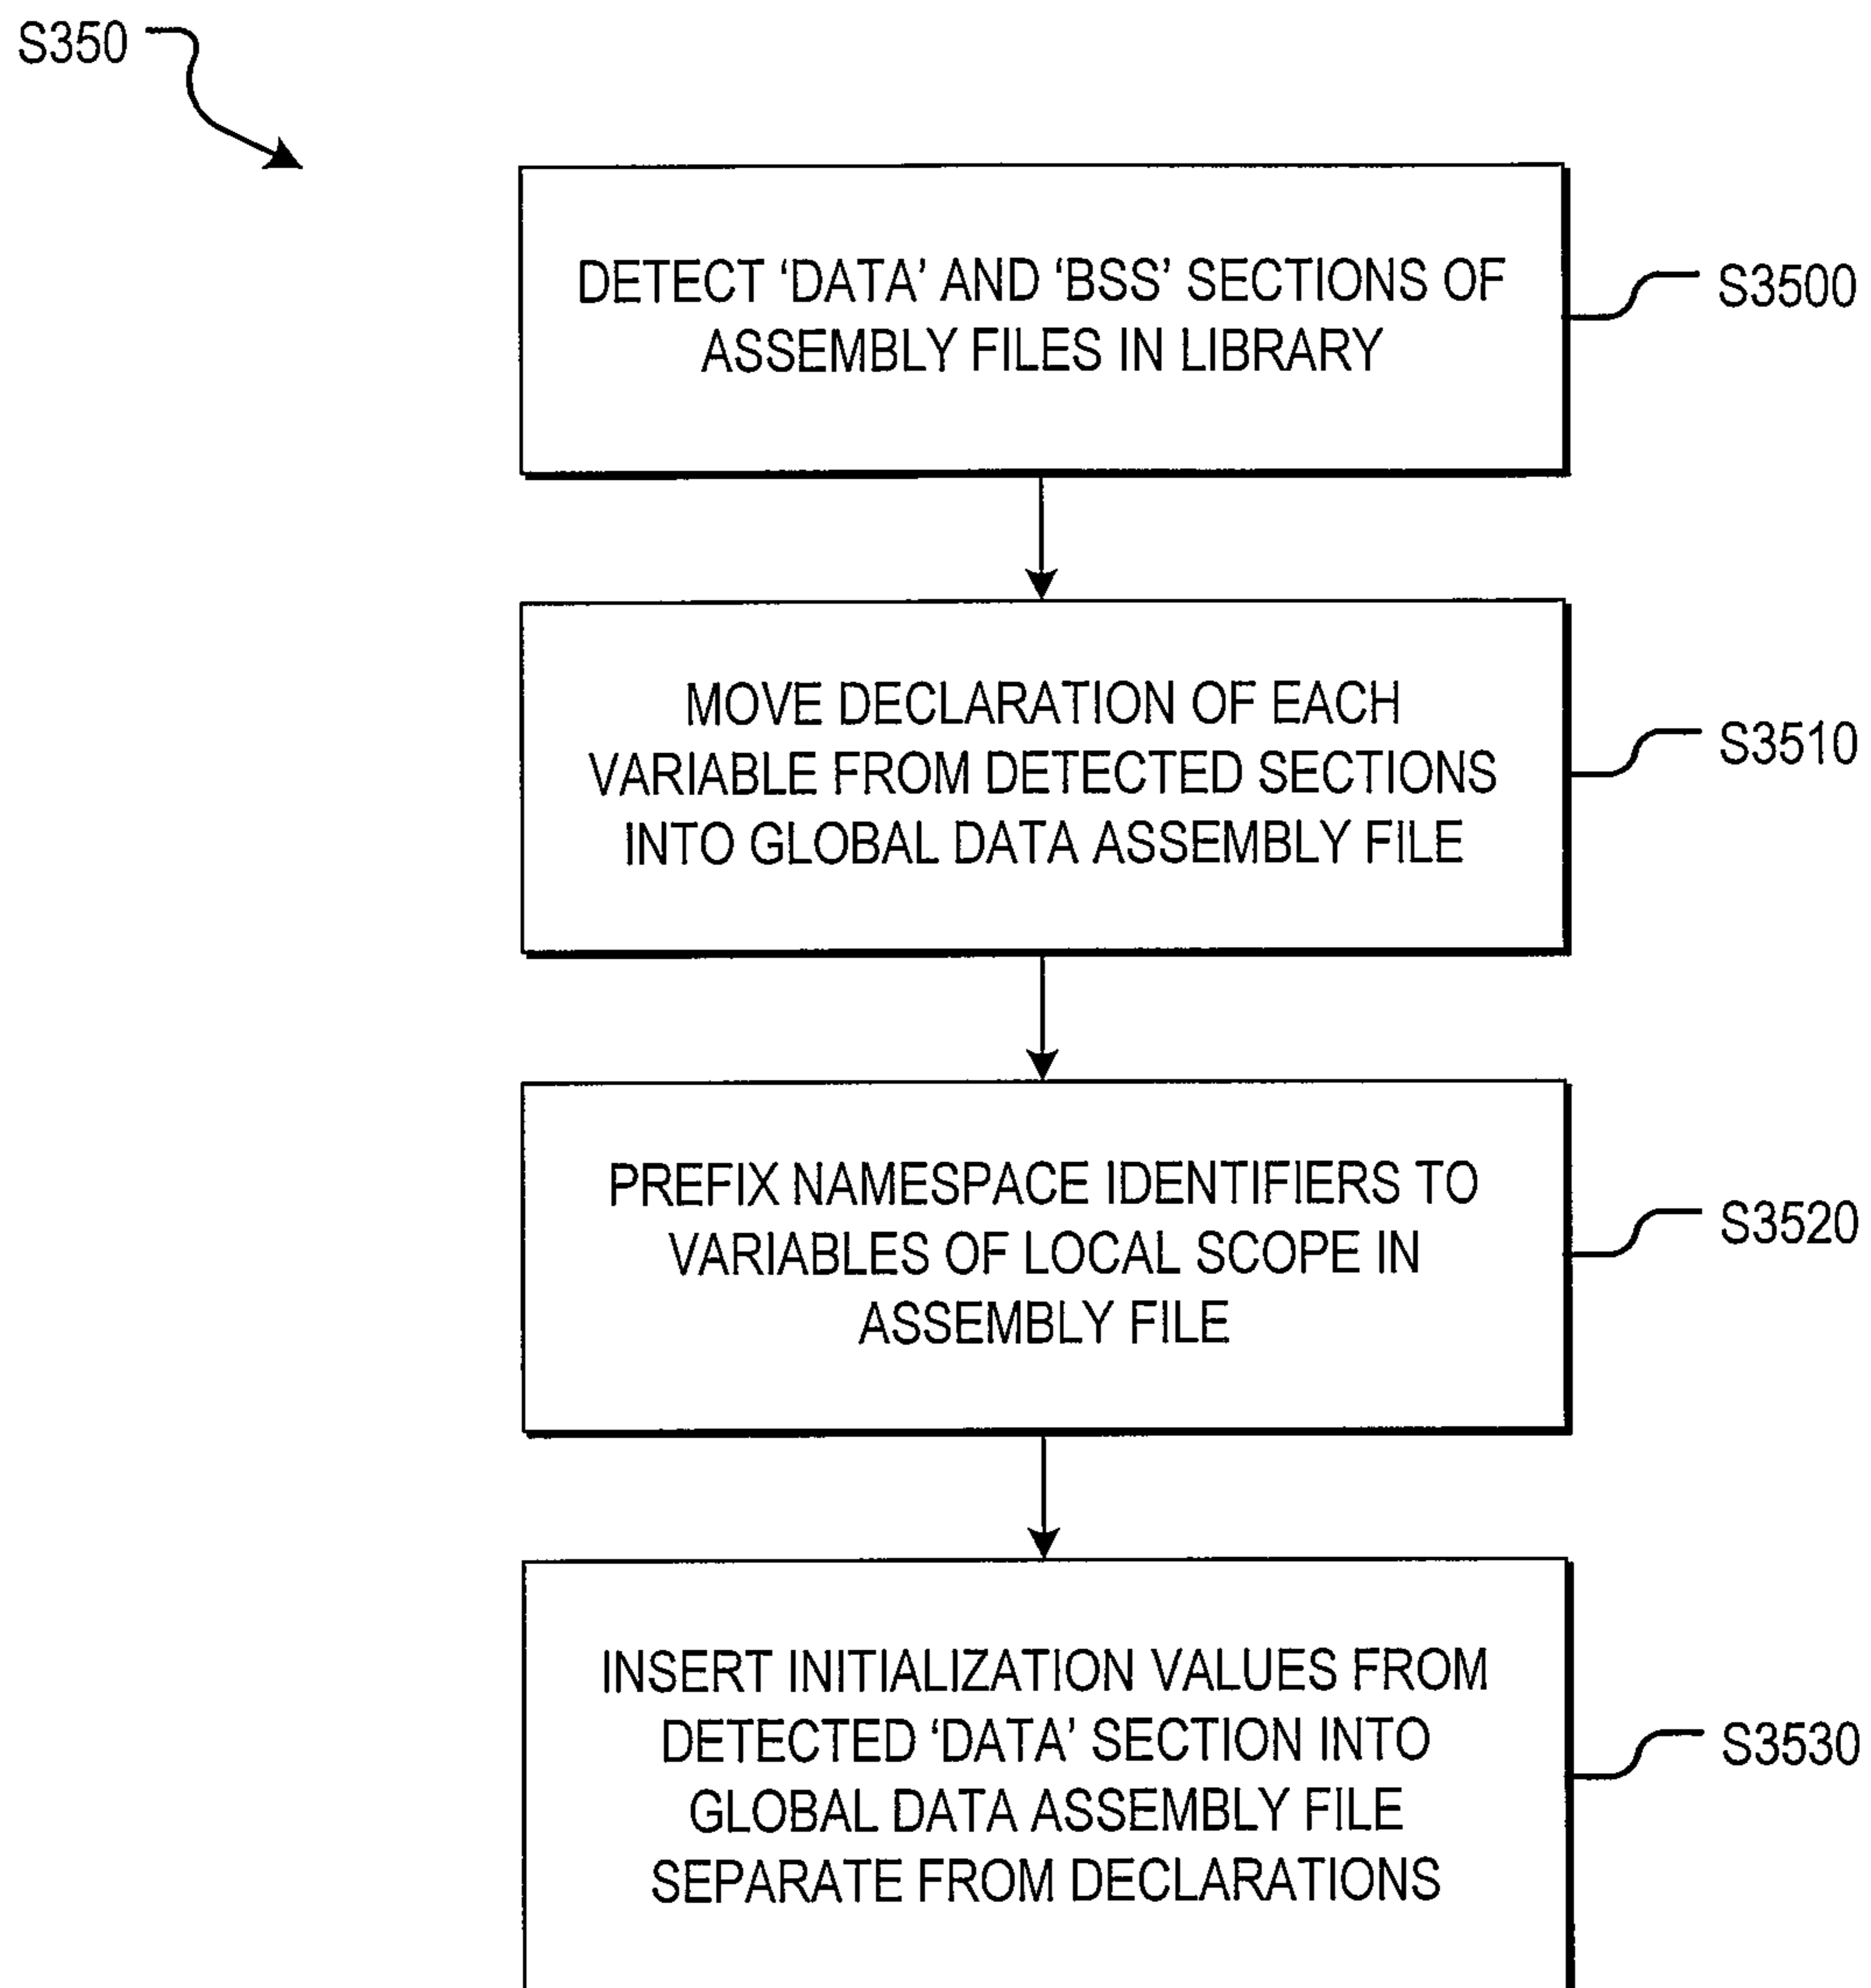 S350
DETECT ‘DATA’ AND ‘BSS’ SECTIONS OF
ASSEMBLY FILES IN LIBRARY
S3500
MOVE DECLARATION OF EACH
VARIABLE FROM DETECTED SECTIONS
INTO GLOBAL DATA ASSEMBLY FILE
S3510
PREFIX NAMESPACE IDENTIFIERS TO
VARIABLES OF LOCAL SCOPE IN
ASSEMBLY FILE
S3520
INSERT INITIALIZATION VALUES FROM
DETECTED ‘DATA’ SECTION INTO
GLOBAL DATA ASSEMBLY FILE
SEPARATE FROM DECLARATIONS
S3530